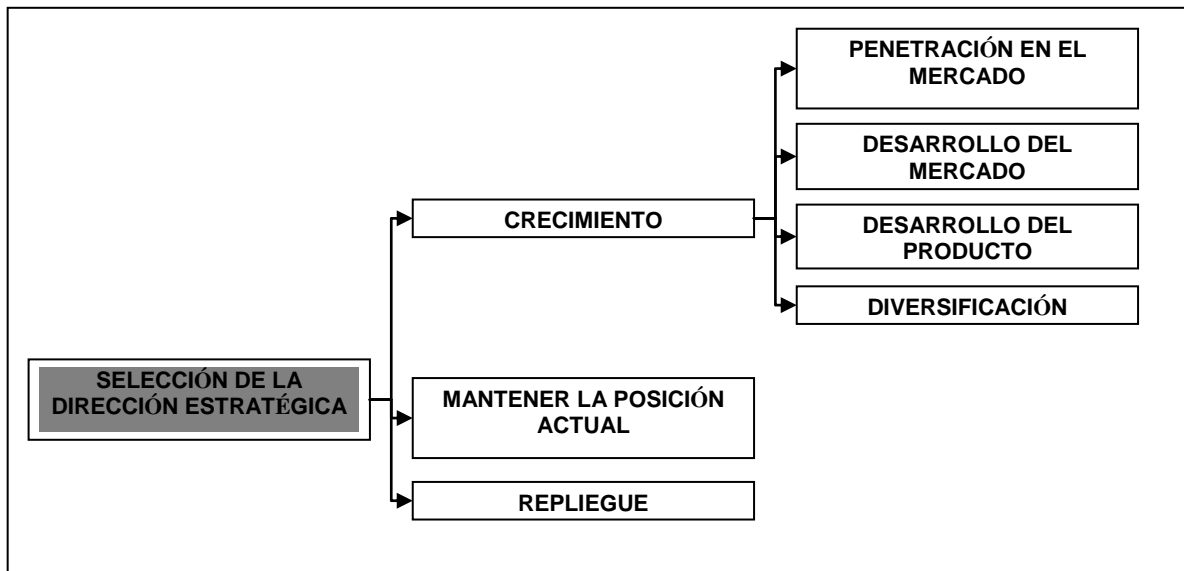 PENETRACIÓN EN EL
MERCADO
DESARROLLO DEL
MERCADO
CRECIMIENTO
DESARROLLO DEL
PRODUCTO
DIVERSIFICACIÓN
SELECCIÓN DE LA
DIRECCIÓN ESTRATÉGICA
MANTENER LA POSICIÓN
ACTUAL
REPLIEGUE